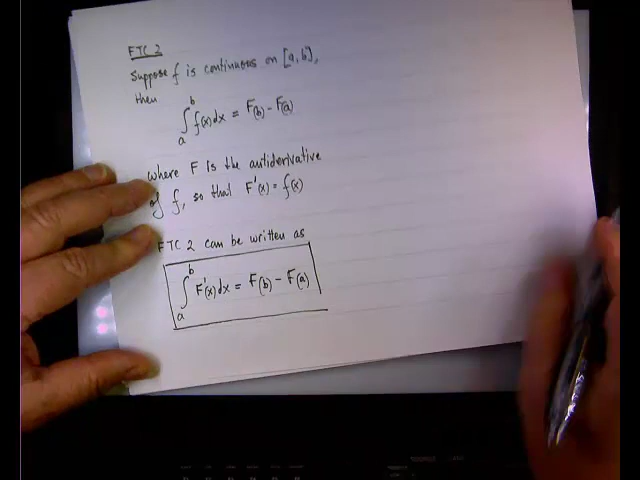 FTC 2
Suppose f is continuous on [a, b],
then
∫_a^b f(x)dx = F(b) - F(a)
where F is the antiderivative
of f, so that F'(x) = f(x)
FTC 2 can be written as
∫_a^b F'(x)dx = F(b) - F(a)